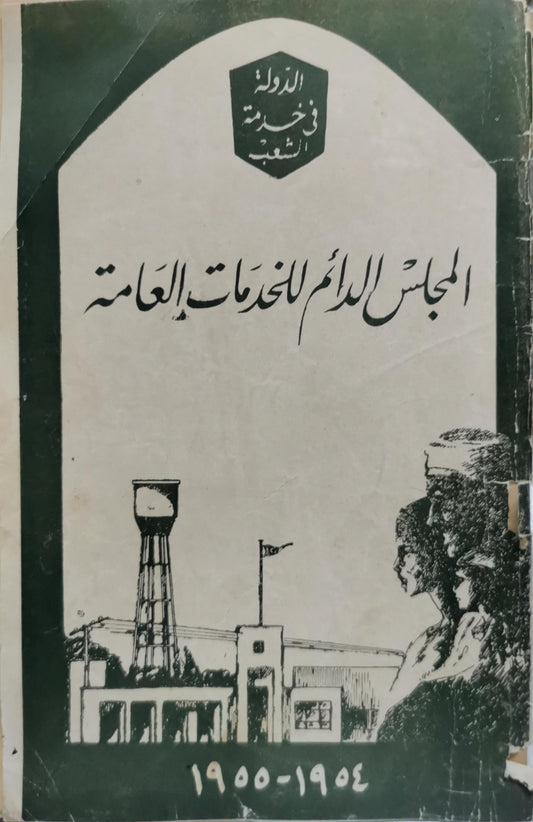 الدولة
في خدمة
الشعب
المجلس الدائم للخدمات العامة
١٩٥٤-١٩٥٥